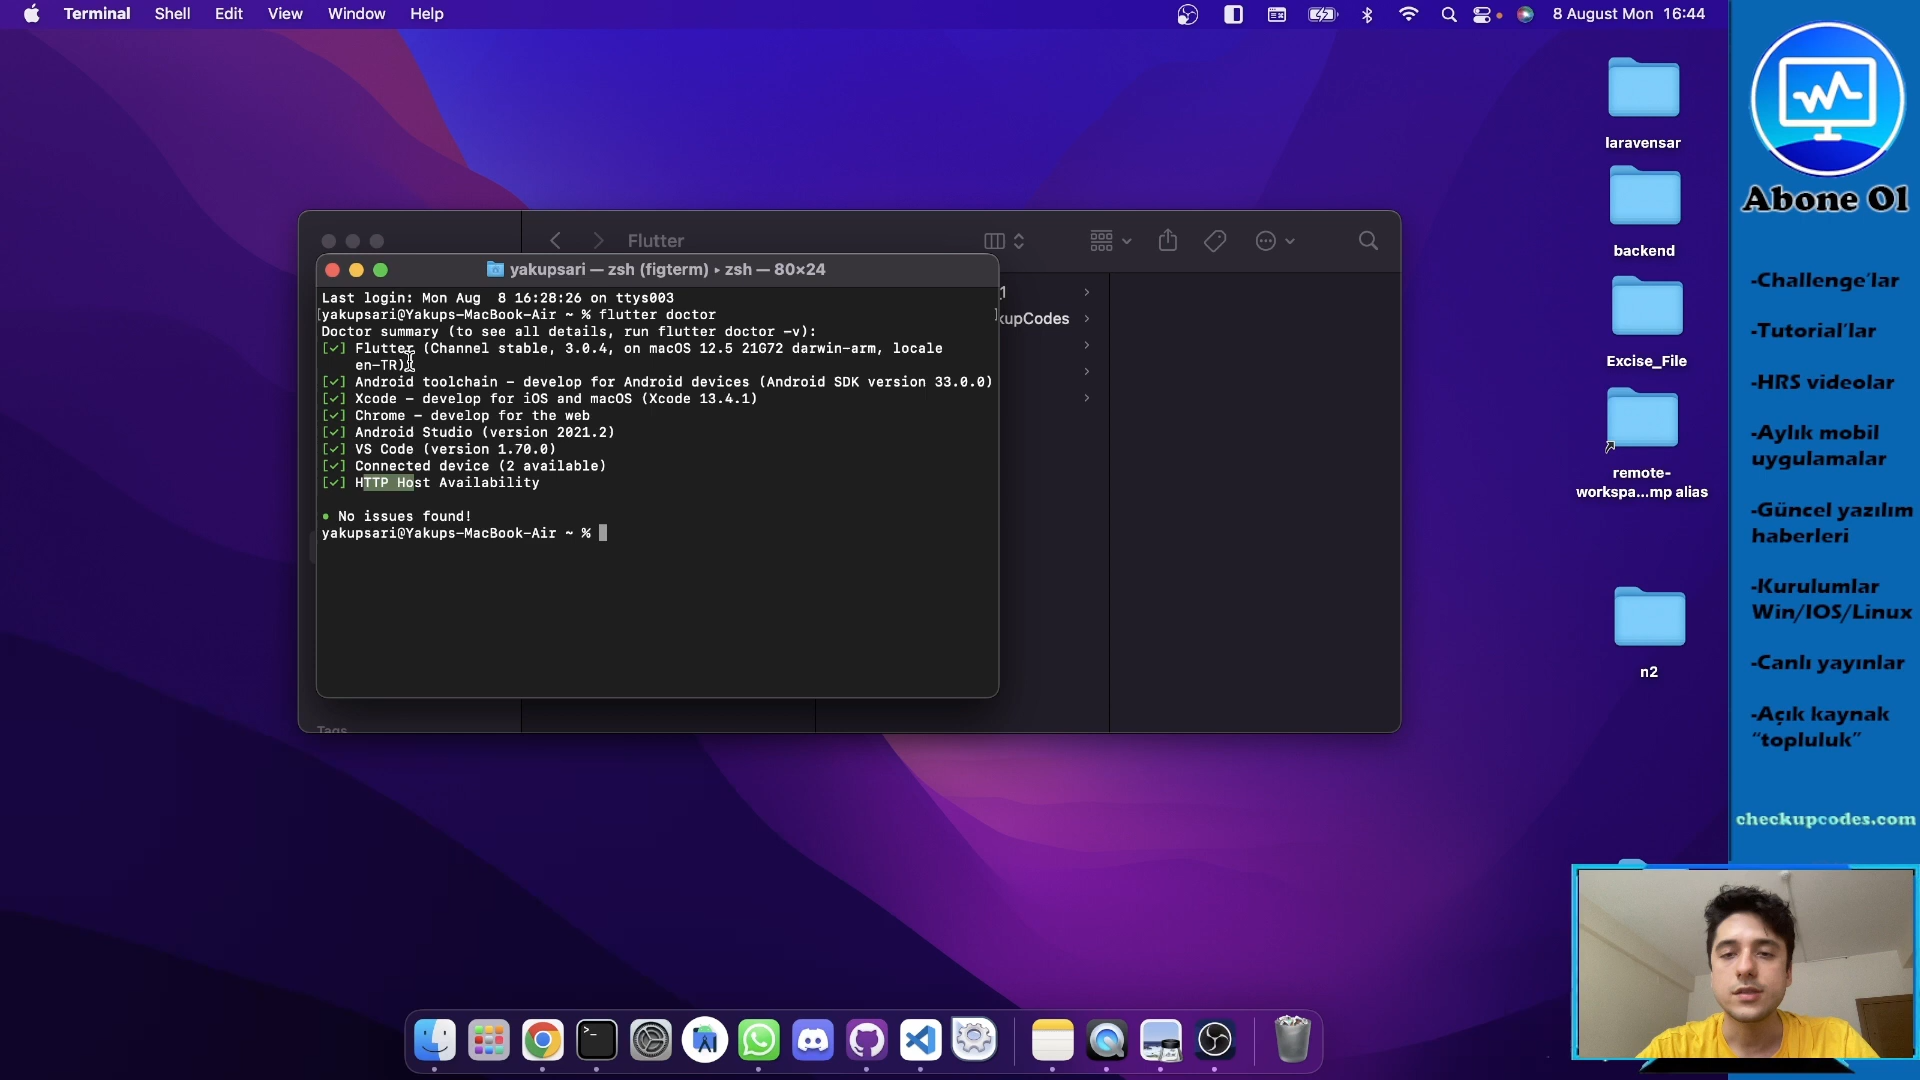 Terminal Shell Edit View Window Help
8 August Mon 16:44
Flutter
yakupsari — zsh (figterm) ▸ zsh — 80×24
Last login: Mon Aug  8 16:28:26 on ttys003
[yakupsari@Yakups-MacBook-Air ~ % flutter doctor ]
Doctor summary (to see all details, run flutter doctor -v):
[✓] Flutter (Channel stable, 3.0.4, on macOS 12.5 21G72 darwin-arm, locale
en-TR)
[✓] Android toolchain - develop for Android devices (Android SDK version 33.0.0)
[✓] Xcode - develop for iOS and macOS (Xcode 13.4.1)
[✓] Chrome - develop for the web
[✓] Android Studio (version 2021.2)
[✓] VS Code (version 1.70.0)
[✓] Connected device (2 available)
[✓] HTTP Host Availability
• No issues found!
yakupsari@Yakups-MacBook-Air ~ %
kupCodes
Tags
laravensar
backend
Excise_File
remote-
workspa...mp alias
n2
Abone Ol
-Challenge'lar
-Tutorial'lar
-HRS videolar
-Aylık mobil
uygulamalar
-Güncel yazılım
haberleri
-Kurulumlar
Win/IOS/Linux
-Canlı yayınlar
-Açık kaynak
“topluluk”
checkupcodes.com